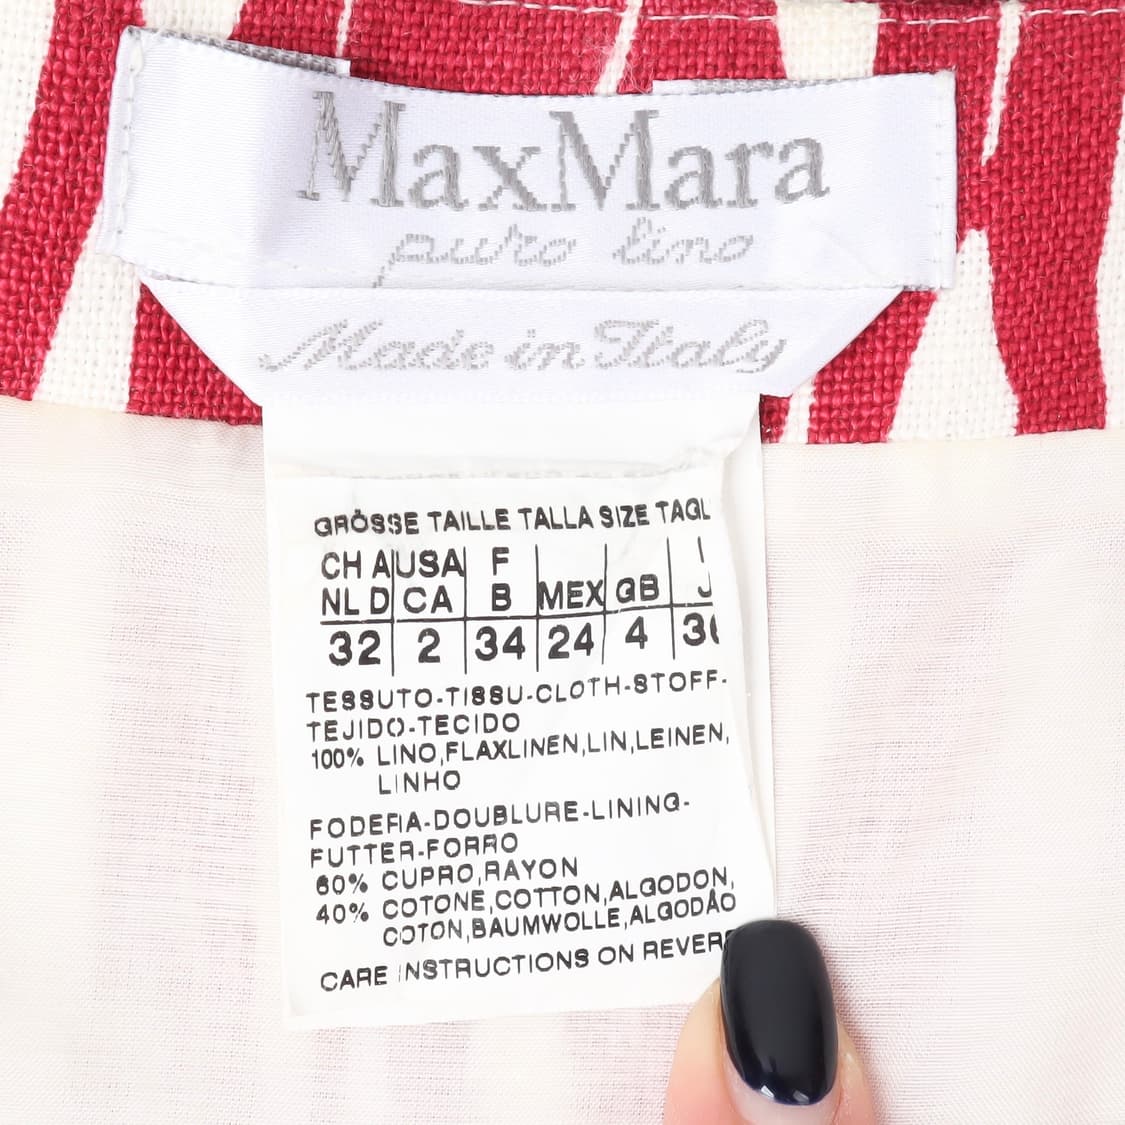 MaxMara
puro lino
Made in Italy
GRÖSSE TAILLE TALLA SIZE TAGL
CH A USA F I
NL D CA B MEX GB J
32 2 34 24 4
TESSUTO-TISSU-CLOTH-STOFF-
TEJIDO-TECIDO
100% LINO,FLAXLINEN,LIN,LEINEN,
LINHO
FODERA-DOUBLURE-LINING-
FUTTER-FORRO
60% CUPRO,RAYON
40% COTONE,COTTON,ALGODON,
COTON,BAUMWOLLE,ALGODÃO
CARE INSTRUCTIONS ON REVERS